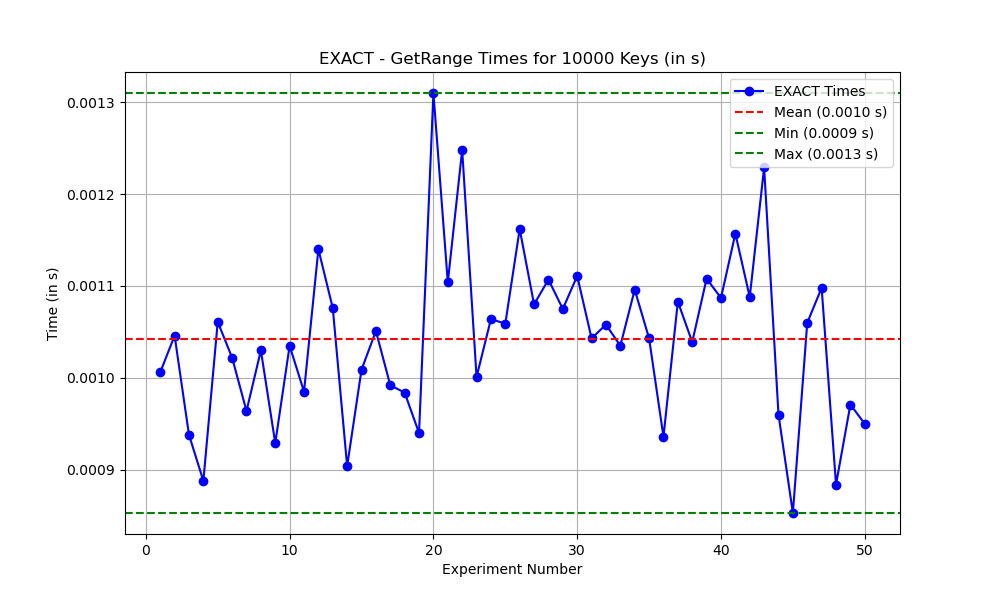 EXACT - GetRange Times for 10000 Keys (in s)
EXACT Times
Mean (0.0010 s)
Min (0.0009 s)
Max (0.0013 s)
0.0013
0.0012
0.0011
0.0010
0.0009
Time (in s)
0 10 20 30 40 50
Experiment Number